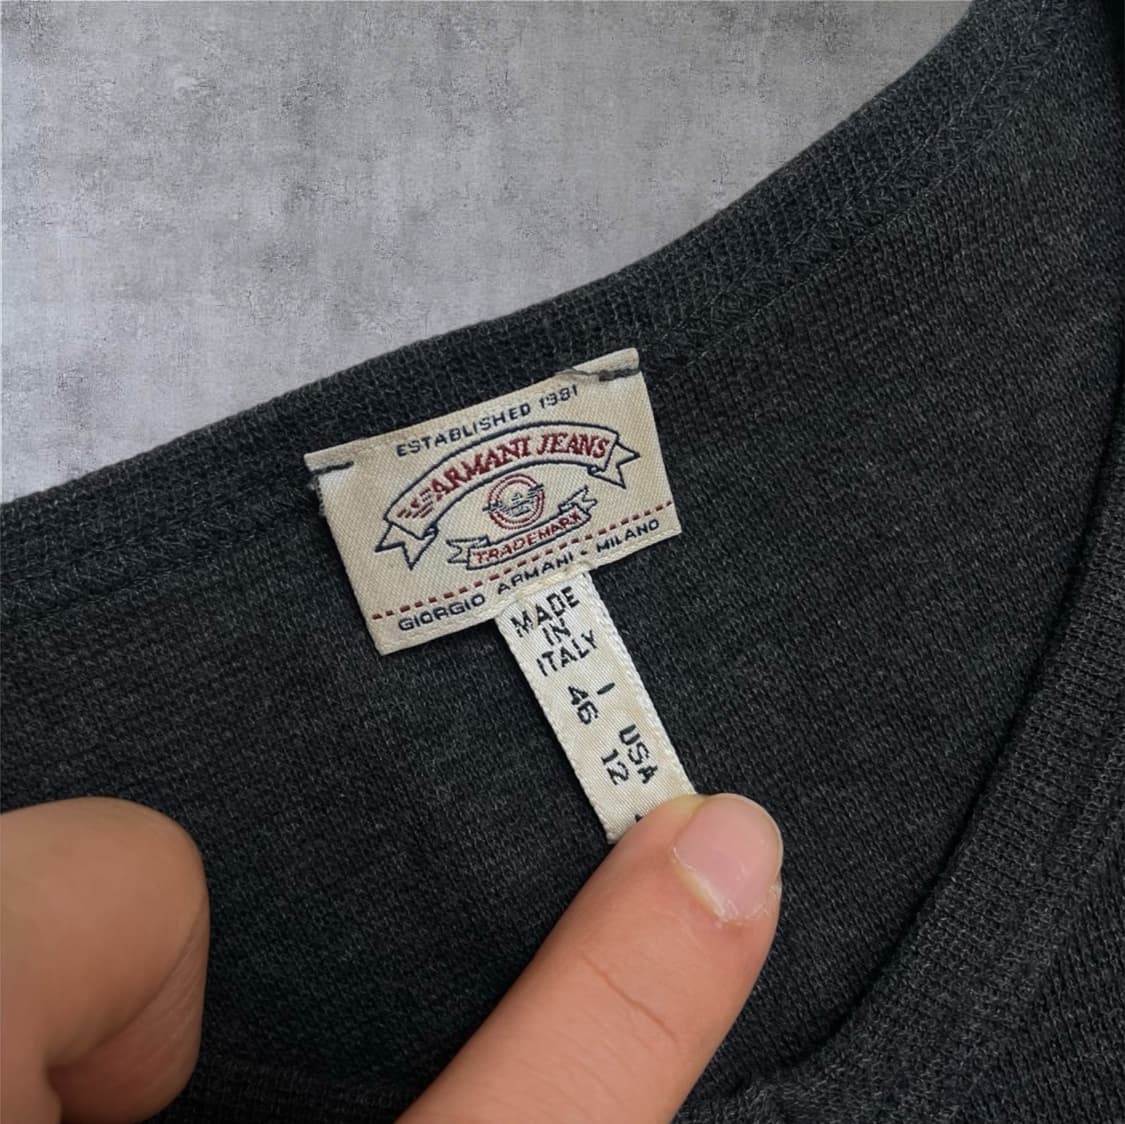 ESTABLISHED 1981
ARMANI JEANS
TRADEMARK
GIORGIO ARMANI - MILANO
MADE
IN
ITALY
I
46
USA
12